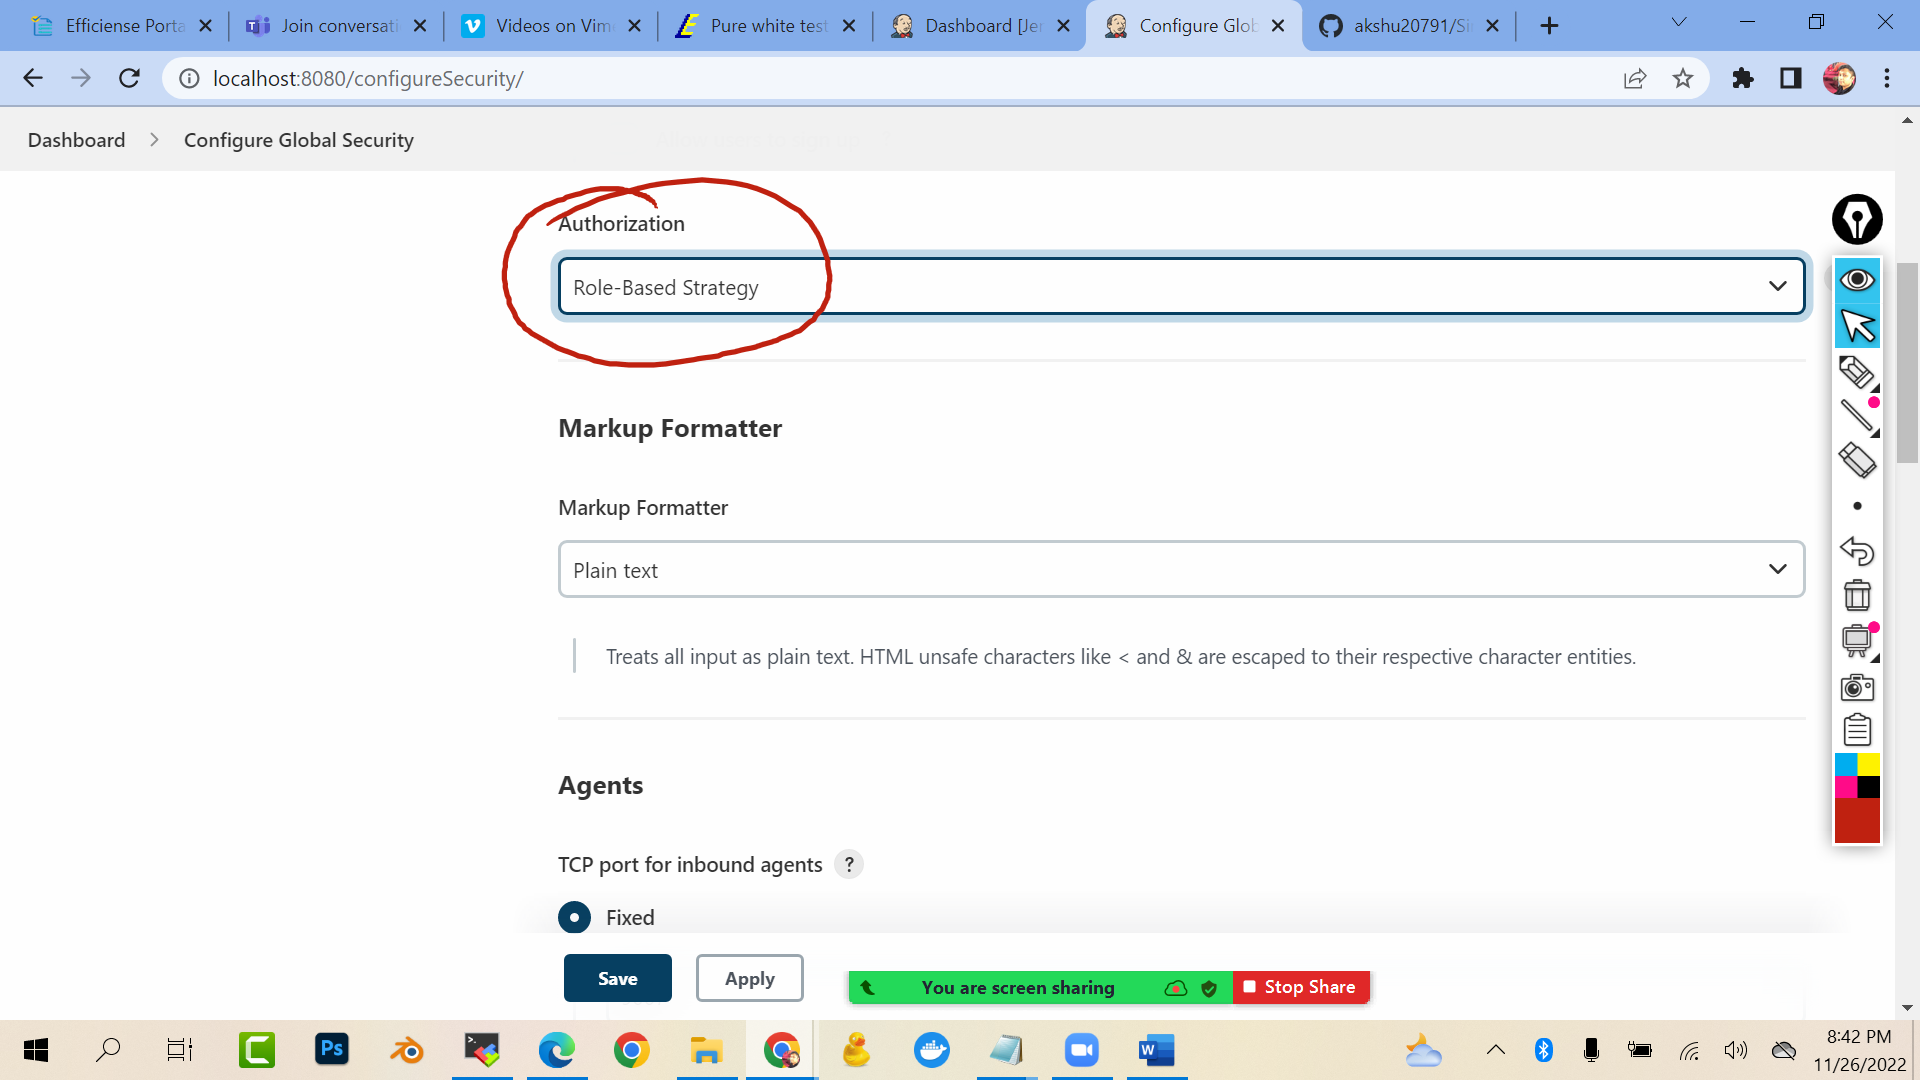 Efficiense Porta
Join conversati
Videos on Vim
Pure white test
Dashboard [Jer
Configure Glob
akshu20791/Si
localhost:8080/configureSecurity/
Dashboard > Configure Global Security
Authorization
Role-Based Strategy
Markup Formatter
Markup Formatter
Plain text
Treats all input as plain text. HTML unsafe characters like < and & are escaped to their respective character entities.
Agents
TCP port for inbound agents ?
Fixed
Save Apply
You are screen sharing Stop Share
Ps
W
8:42 PM
11/26/2022